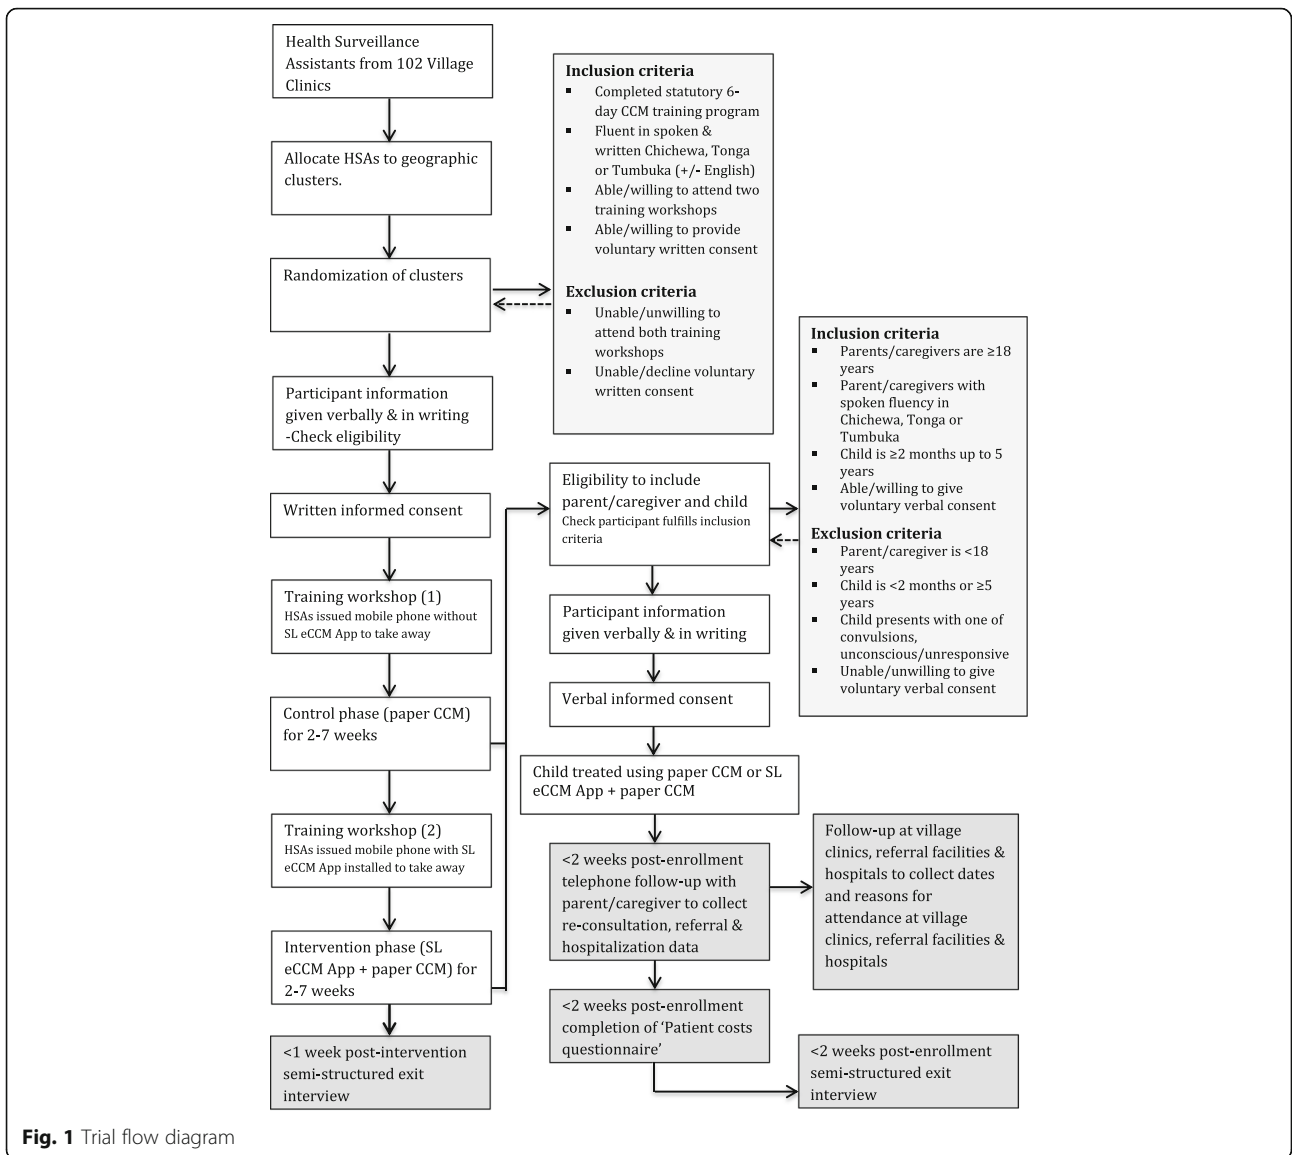 Health Surveillance
Assistants from 102 Village
Clinics
Allocate HSAs to geographic
clusters.
Randomization of clusters
Participant information
given verbally & in writing
-Check eligibility
Written informed consent
Training workshop (1)
HSAs issued mobile phone without
SL eCCM App to take away
Control phase (paper CCM)
for 2-7 weeks
Training workshop (2)
HSAs issued mobile phone with SL
eCCM App installed to take away
Intervention phase (SL
eCCM App + paper CCM) for
2-7 weeks
<1 week post-intervention
semi-structured exit
interview
Inclusion criteria
▪ Completed statutory 6-
day CCM training program
▪ Fluent in spoken &
written Chichewa, Tonga
or Tumbuka (+/- English)
▪ Able/willing to attend two
training workshops
▪ Able/willing to provide
voluntary written consent
Exclusion criteria
▪ Unable/unwilling to
attend both training
workshops
▪ Unable/decline voluntary
written consent
Eligibility to include
parent/caregiver and child
Check participant fulfills inclusion
criteria
Participant information
given verbally & in writing
Verbal informed consent
Child treated using paper CCM or SL
eCCM App + paper CCM
<2 weeks post-enrollment
telephone follow-up with
parent/caregiver to collect
re-consultation, referral &
hospitalization data
<2 weeks post-enrollment
completion of ‘Patient costs
questionnaire’
Inclusion criteria
▪ Parents/caregivers are ≥18
years
▪ Parent/caregivers with
spoken fluency in
Chichewa, Tonga or
Tumbuka
▪ Child is ≥2 months up to 5
years
▪ Able/willing to give
voluntary verbal consent
Exclusion criteria
▪ Parent/caregiver is <18
years
▪ Child is <2 months or ≥5
years
▪ Child presents with one of
convulsions,
unconscious/unresponsive
▪ Unable/unwilling to give
voluntary verbal consent
Follow-up at village
clinics, referral facilities &
hospitals to collect dates
and reasons for
attendance at village
clinics, referral facilities &
hospitals
<2 weeks post-enrollment
semi-structured exit
interview
Fig. 1 Trial flow diagram